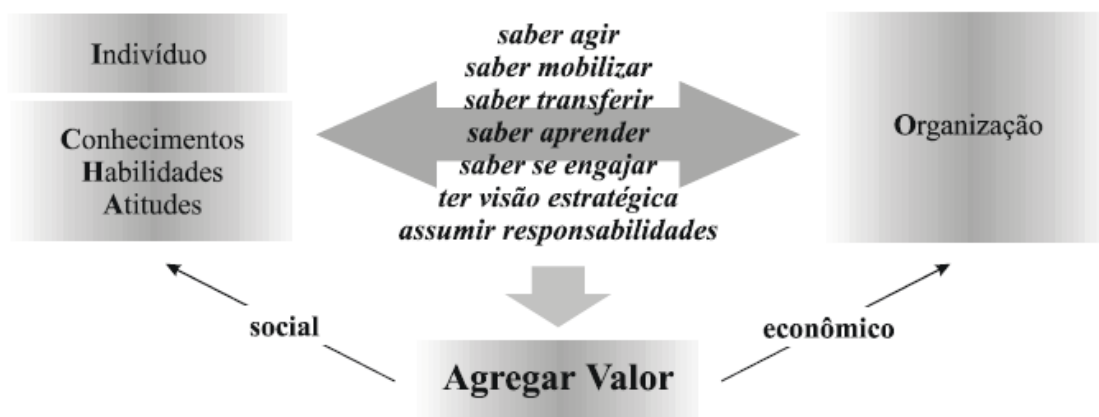 Indivíduo
Conhecimentos
Habilidades
Atitudes
saber agir
saber mobilizar
saber transferir
saber aprender
saber se engajar
ter visão estratégica
assumir responsabilidades
Organização
social
econômico
Agregar Valor